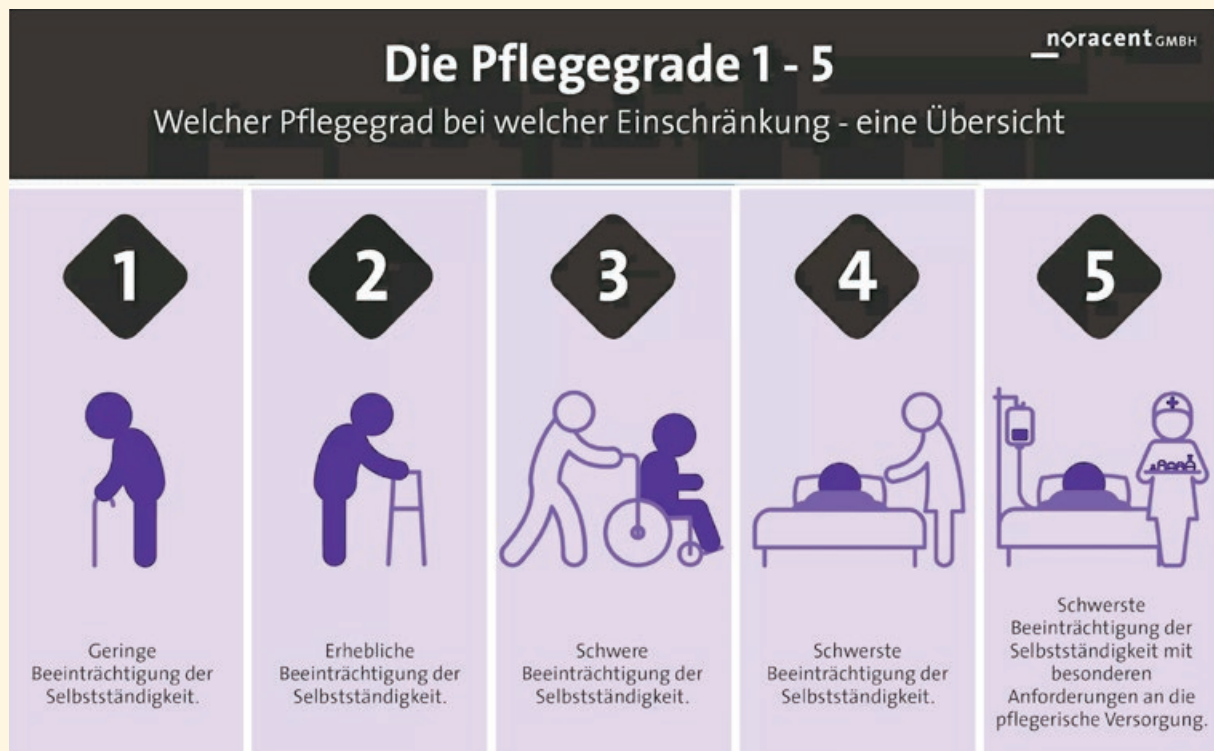 Die Pflegegrade 1 - 5
noracent GMBH
Welcher Pflegegrad bei welcher Einschränkung - eine Übersicht
1
Geringe
Beeinträchtigung der
Selbstständigkeit.
2
Erhebliche
Beeinträchtigung der
Selbstständigkeit.
3
Schwere
Beeinträchtigung der
Selbstständigkeit.
4
Schwerste
Beeinträchtigung der
Selbstständigkeit.
5
Schwerste
Beeinträchtigung der
Selbstständigkeit mit
besonderen
Anforderungen an die
pflegerische Versorgung.